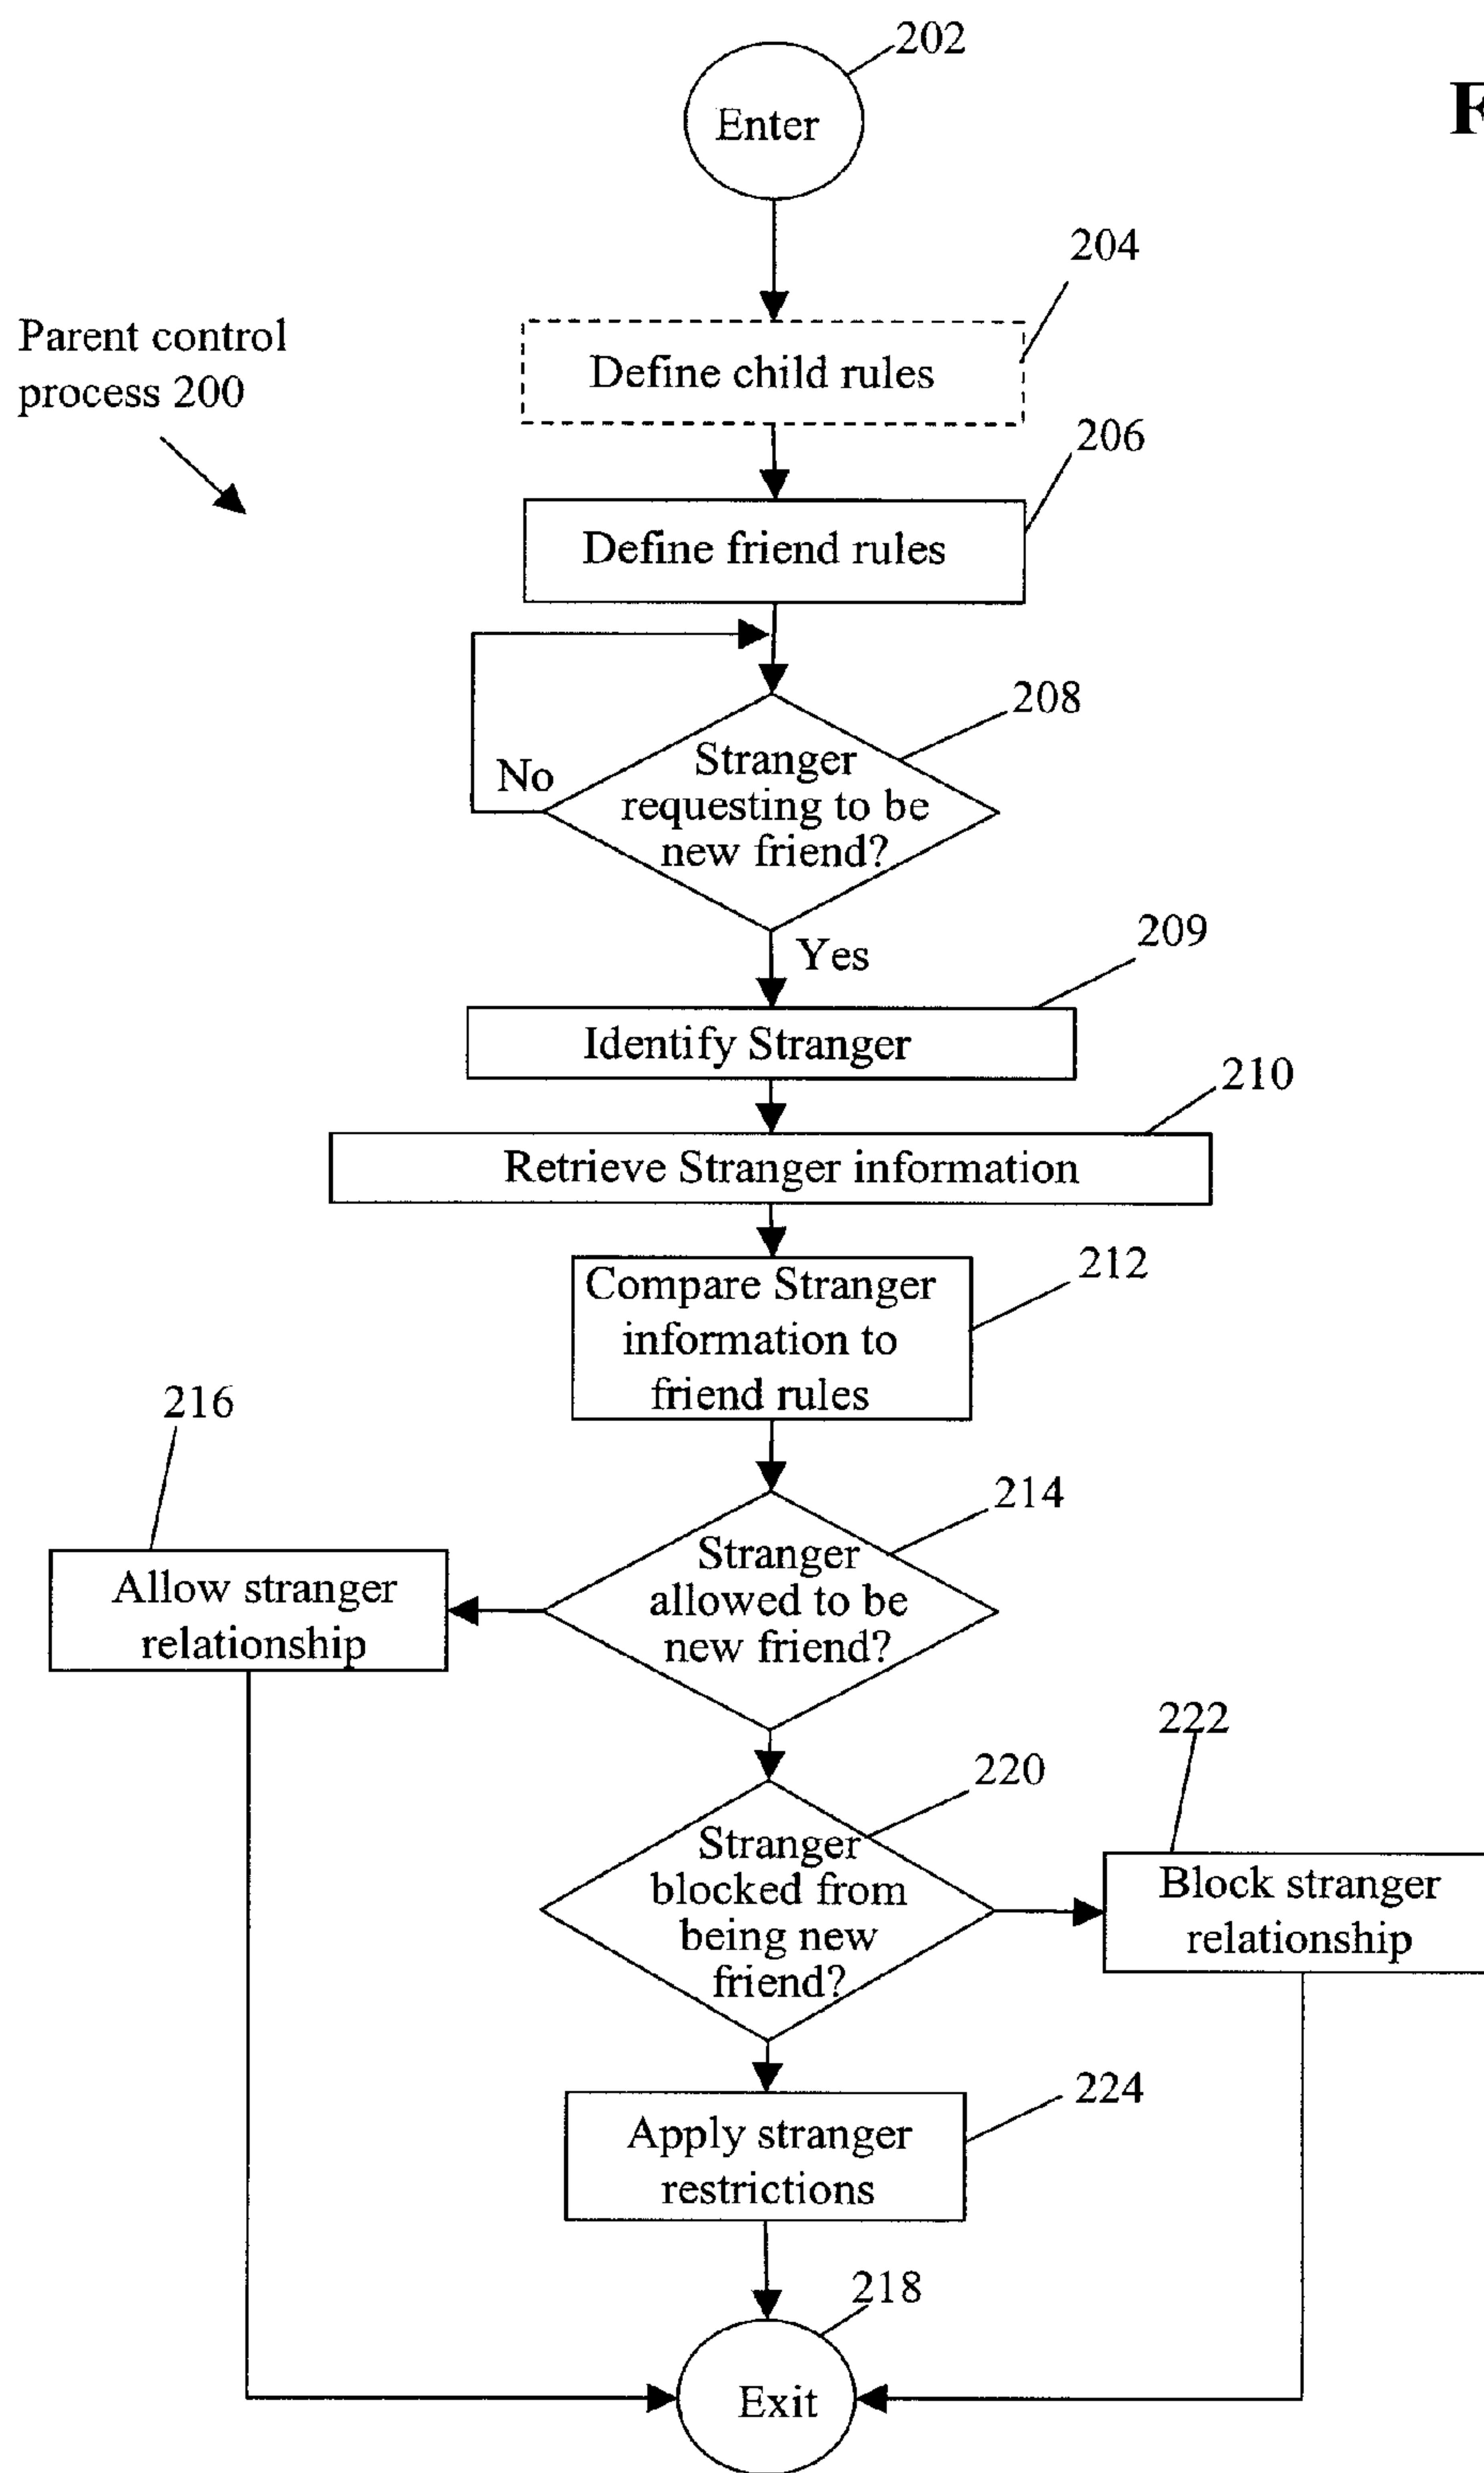 202
F
Enter
204
Parent control
process 200
Define child rules
206
Define friend rules
208
No
Stranger
requesting to be
new friend?
Yes
209
Identify Stranger
210
Retrieve Stranger information
212
Compare Stranger
information to
friend rules
216
214
Allow stranger
relationship
Stranger
allowed to be
new friend?
222
220
Stranger
blocked from
being new
friend?
Block stranger
relationship
224
Apply stranger
restrictions
218
Exit